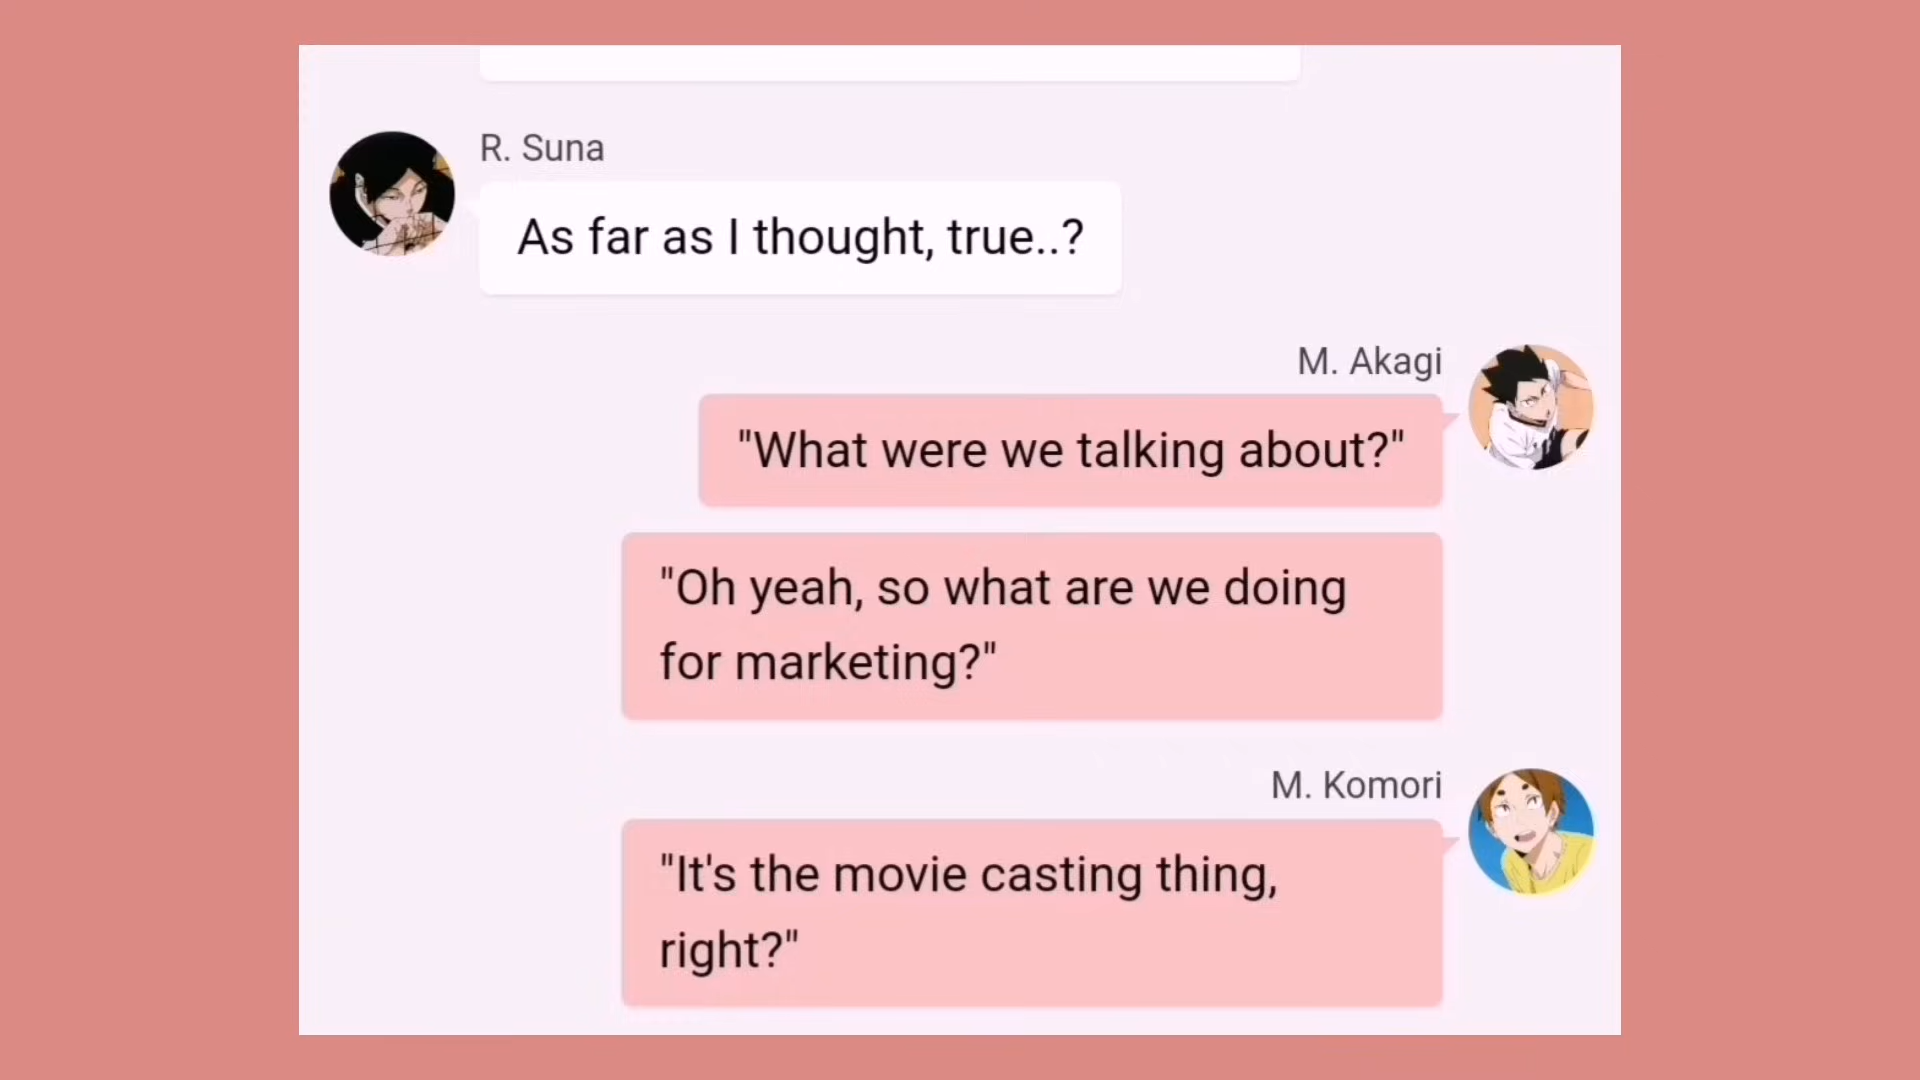 R. Suna
As far as I thought, true..?
M. Akagi
"What were we talking about?"
"Oh yeah, so what are we doing
for marketing?"
M. Komori
"It's the movie casting thing,
right?"